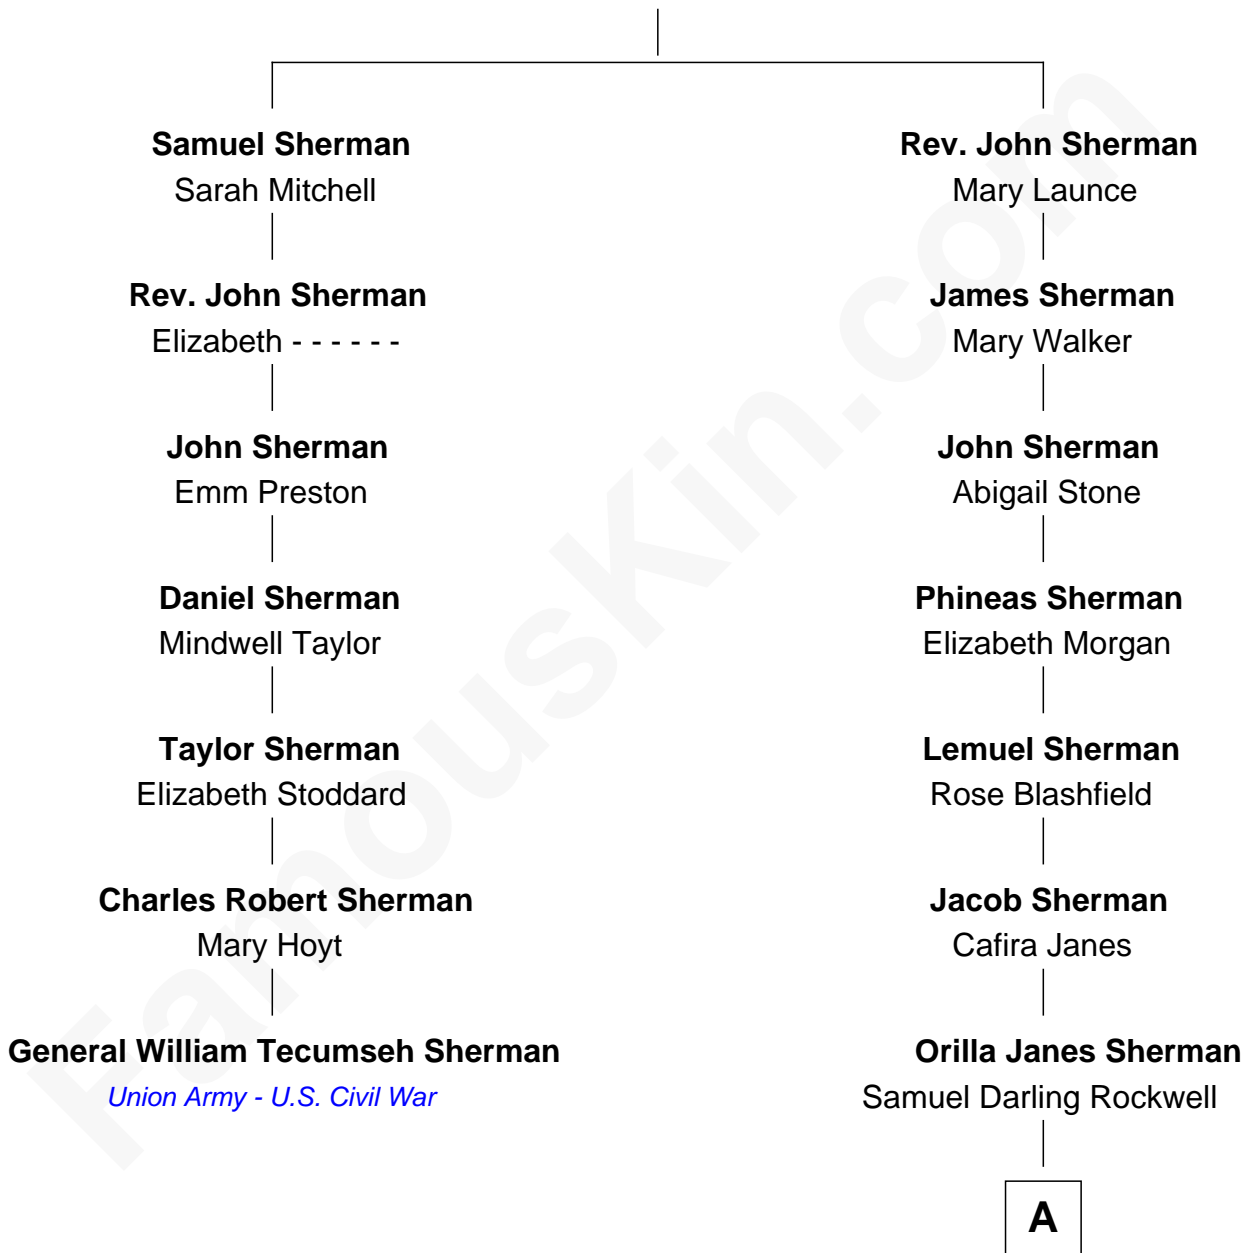 Samuel Sherman
Sarah Mitchell
Rev. John Sherman
Elizabeth - - - - - -
John Sherman
Emm Preston
Daniel Sherman
Mindwell Taylor
Taylor Sherman
Elizabeth Stoddard
Charles Robert Sherman
Mary Hoyt
General William Tecumseh Sherman
Union Army - U.S. Civil War
Rev. John Sherman
Mary Launce
James Sherman
Mary Walker
John Sherman
Abigail Stone
Phineas Sherman
Elizabeth Morgan
Lemuel Sherman
Rose Blashfield
Jacob Sherman
Cafira Janes
Orilla Janes Sherman
Samuel Darling Rockwell
A
FamousKin.com